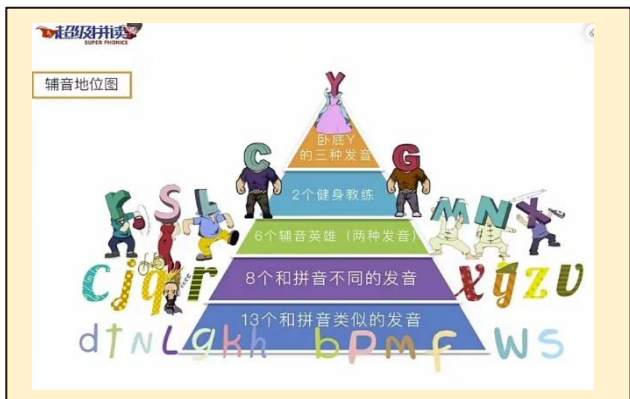 超级拼读
SUPER PHONICS
辅音地位图
Y
卧底Y
的三种发音
C G
2个健身教练
r S L M N X
6个辅音英雄（两种发音）
c j q r x y z v
8个和拼音不同的发音
13个和拼音类似的发音
d t N L g k h b p m f w s